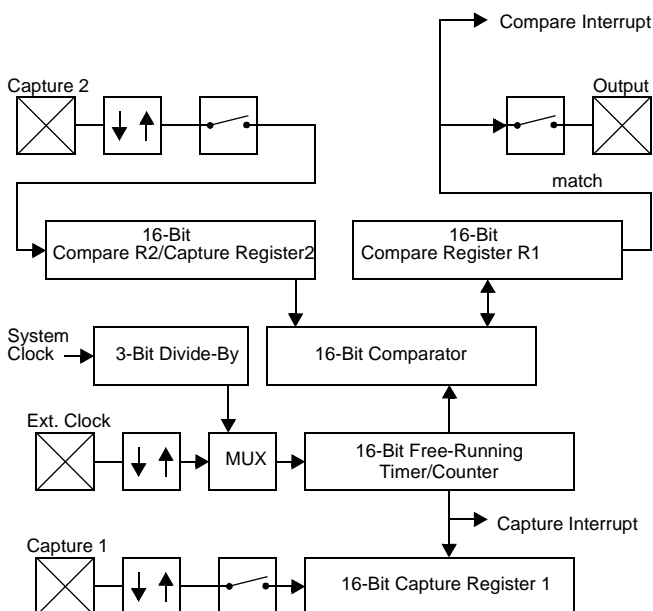 Compare Interrupt
Capture 2
Output
match
16-Bit
Compare R2/Capture Register2
16-Bit
Compare Register R1
System
Clock
3-Bit Divide-By
16-Bit Comparator
Ext. Clock
MUX
16-Bit Free-Running
Timer/Counter
Capture Interrupt
Capture 1
16-Bit Capture Register 1